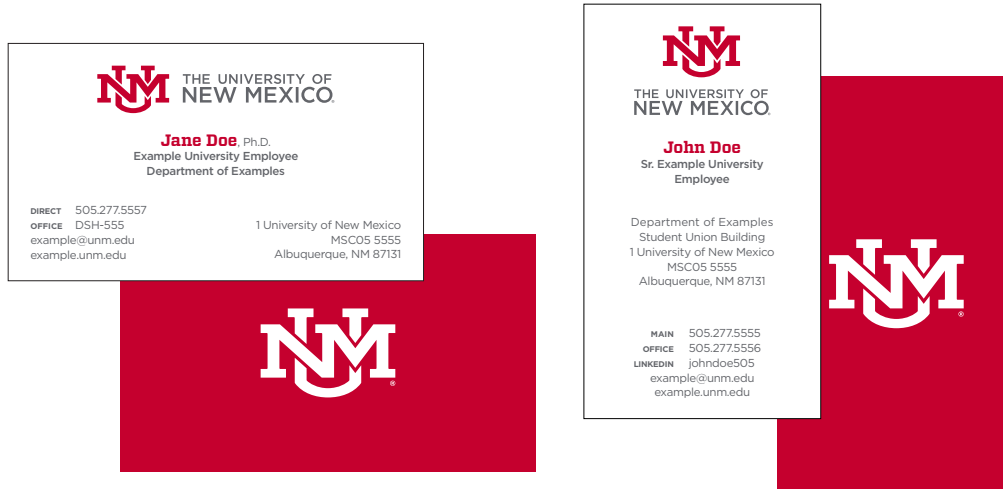 UNM THE UNIVERSITY OF
NEW MEXICO®
Jane Doe, Ph.D.
Example University Employee
Department of Examples
DIRECT 505.277.5557
OFFICE DSH-555
example@unm.edu
example.unm.edu
1 University of New Mexico
MSC05 5555
Albuquerque, NM 87131
UNM®
UNM
THE UNIVERSITY OF
NEW MEXICO®
John Doe
Sr. Example University
Employee
Department of Examples
Student Union Building
1 University of New Mexico
MSC05 5555
Albuquerque, NM 87131
MAIN 505.277.5555
OFFICE 505.277.5556
LINKEDIN johndoe505
example@unm.edu
example.unm.edu
UNM®